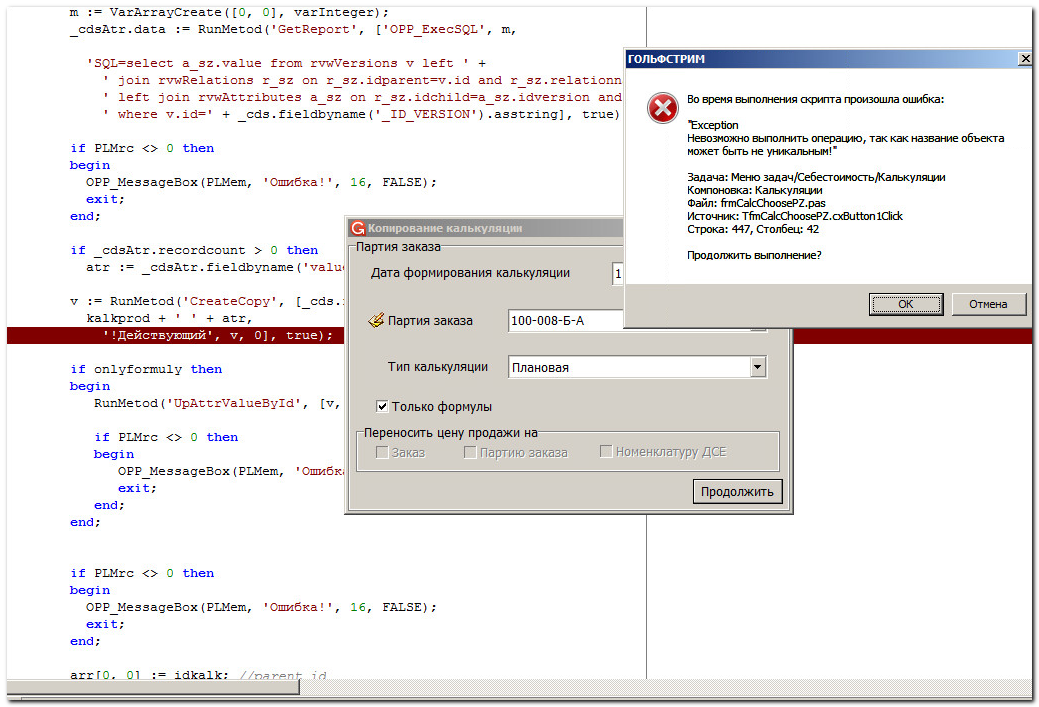 m := VarArrayCreate([0, 0], varInteger);
_cdsAtr.data := RunMetod('GetReport', ['OPP_ExecSQL', m,
'SQL=select a_sz.value from rvwVersions v left ' +
' join rvwRelations r_sz on r_sz.idparent=v.id and r_sz.relationn
' left join rvwAttributes a_sz on r_sz.idchild=a_sz.idversion and
' where v.id=' + _cds.fieldbyname('_ID_VERSION').asstring], true)
if PLMrc <> 0 then
begin
OPP_MessageBox(PLMem, 'Ошибка!', 16, FALSE);
exit;
end;
if _cdsAtr.recordcount > 0 then
atr := _cdsAtr.fieldbyname('value
v := RunMetod('CreateCopy', [_cds.
kalkprod + ' ' + atr,
'!Действующий', v, 0], true);
if onlyformuly then
begin
RunMetod('UpAttrValueById', [v,
if PLMrc <> 0 then
begin
OPP_MessageBox(PLMem, 'Ошибка
exit;
end;
end;
if PLMrc <> 0 then
begin
OPP_MessageBox(PLMem, 'Ошибка!', 16, FALSE);
exit;
end;
arr[0, 0] := idkalk; //parent id
Копирование калькуляции
Партия заказа
Дата формирования калькуляции
1
Партия заказа
100-008-Б-А
Тип калькуляции
Плановая
Только формулы
Переносить цену продажи на
Заказ
Партию заказа
Номенклатуру ДСЕ
Продолжить
ГОЛЬФСТРИМ
Во время выполнения скрипта произошла ошибка:
"Exception
Невозможно выполнить операцию, так как название объекта
может быть не уникальным!"
Задача: Меню задач/Себестоимость/Калькуляции
Компоновка: Калькуляции
Файл: frmCalcChoosePZ.pas
Источник: TfmCalcChoosePZ.cxButton1Click
Строка: 447, Столбец: 42
Продолжить выполнение?
ОК
Отмена